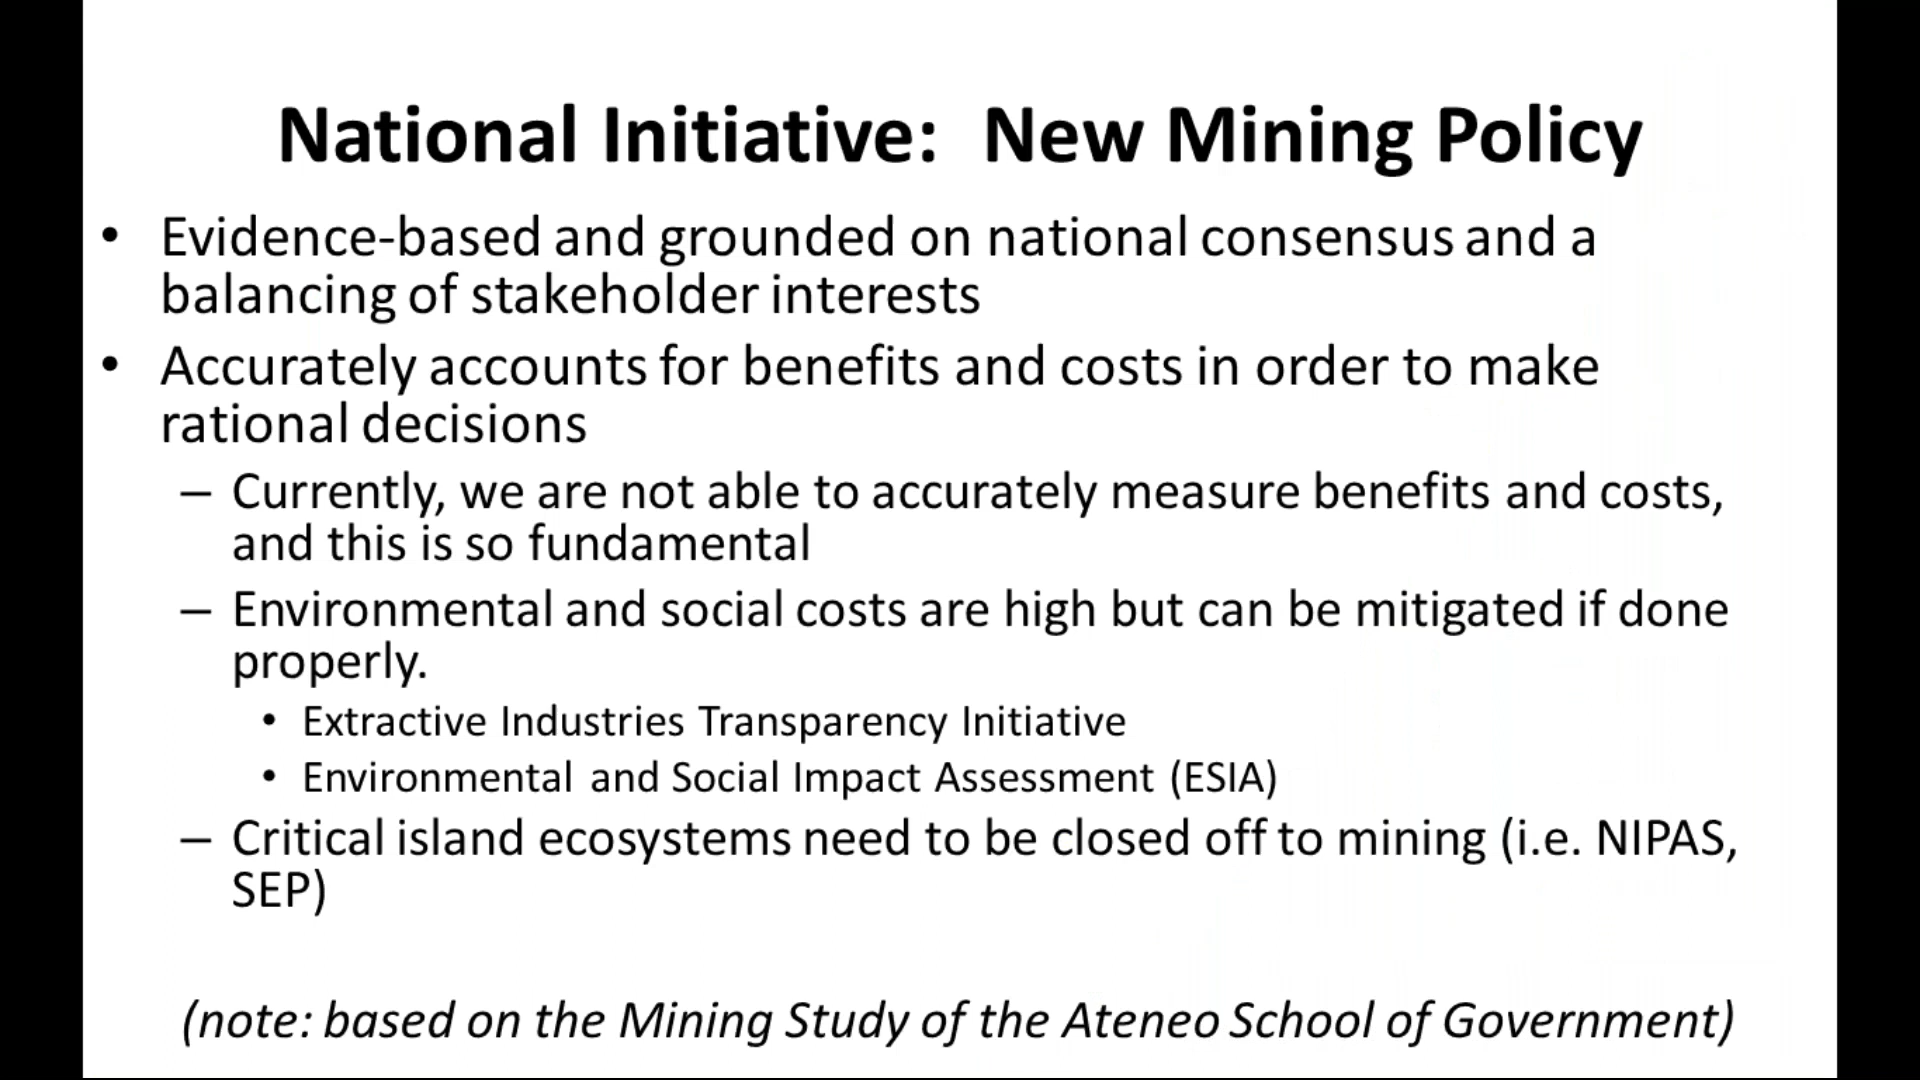 National Initiative:  New Mining Policy
• Evidence-based and grounded on national consensus and a
balancing of stakeholder interests
• Accurately accounts for benefits and costs in order to make
rational decisions
– Currently, we are not able to accurately measure benefits and costs,
and this is so fundamental
– Environmental and social costs are high but can be mitigated if done
properly.
• Extractive Industries Transparency Initiative
• Environmental and Social Impact Assessment (ESIA)
– Critical island ecosystems need to be closed off to mining (i.e. NIPAS,
SEP)
(note: based on the Mining Study of the Ateneo School of Government)